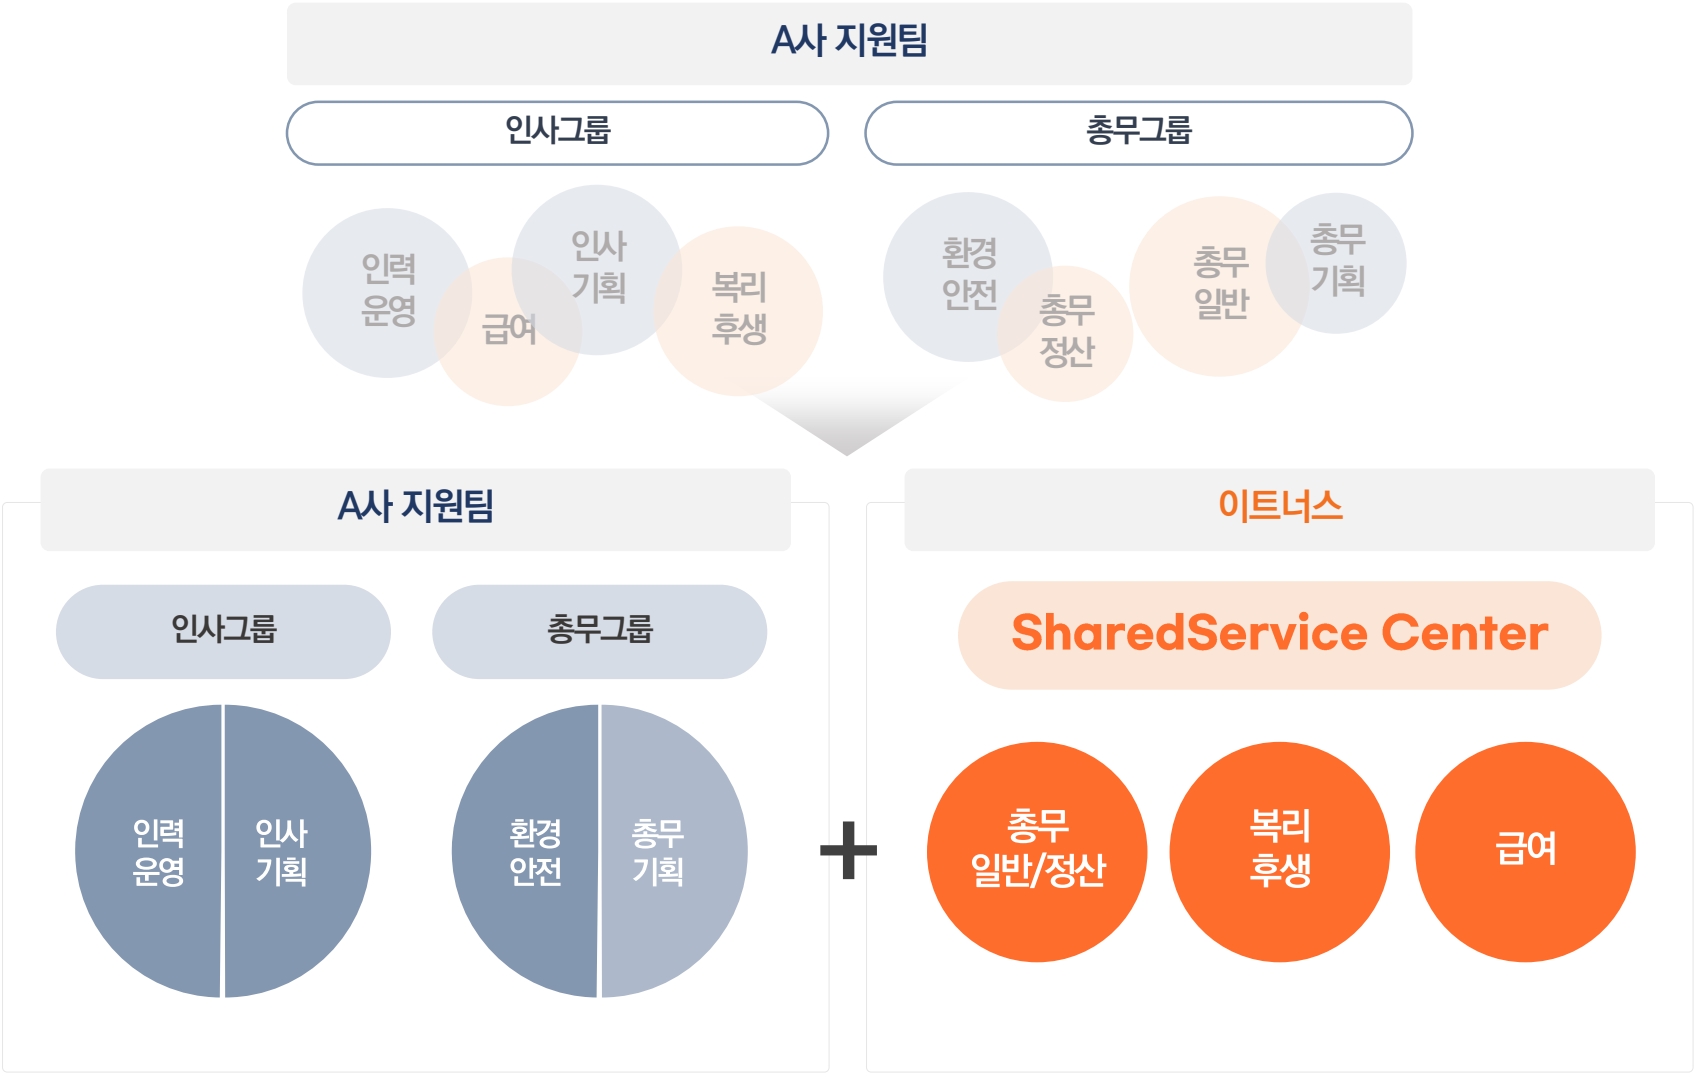 A사 지원팀
인사그룹
총무그룹
인력
운영
급여
인사
기획
복리
후생
환경
안전
총무
정산
총무
일반
총무
기획
A사 지원팀
인사그룹
총무그룹
인력
운영
인사
기획
환경
안전
총무
기획
이트너스
SharedService Center
총무
일반/정산
복리
후생
급여